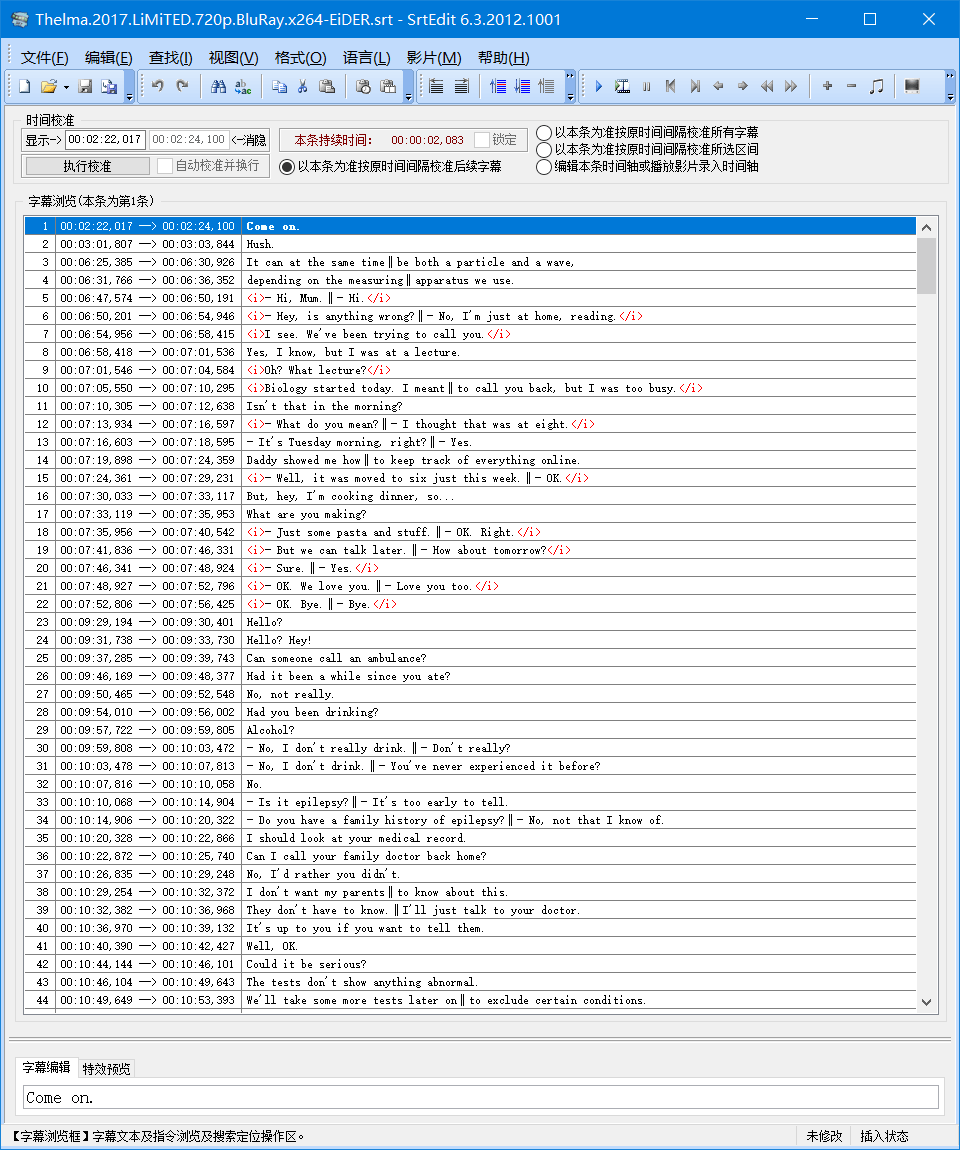 Thelma.2017.LiMiTED.720p.BluRay.x264-EiDER.srt - SrtEdit 6.3.2012.1001
文件(F) 编辑(E) 查找(I) 视图(V) 格式(O) 语言(L) 影片(M) 帮助(H)
时间校准
显示-> 00:02:22,017 00:02:24,100 <-消隐 本条持续时间: 00:00:02,083 锁定
以本条为准按原时间间隔校准所有字幕
以本条为准按原时间间隔校准所选区间
执行校准 自动校准并换行 以本条为准按原时间间隔校准后续字幕 编辑本条时间轴或播放影片录入时间轴
字幕浏览(本条为第1条)
1 00:02:22,017 —> 00:02:24,100 Come on.
2 00:03:01,807 —> 00:03:03,844 Hush.
3 00:06:25,385 —> 00:06:30,926 It can at the same time‖be both a particle and a wave,
4 00:06:31,766 —> 00:06:36,352 depending on the measuring‖apparatus we use.
5 00:06:47,574 —> 00:06:50,191 <i>- Hi, Mum.‖- Hi.</i>
6 00:06:50,201 —> 00:06:54,946 <i>- Hey, is anything wrong?‖- No, I'm just at home, reading.</i>
7 00:06:54,956 —> 00:06:58,415 <i>I see. We've been trying to call you.</i>
8 00:06:58,418 —> 00:07:01,536 Yes, I know, but I was at a lecture.
9 00:07:01,546 —> 00:07:04,584 <i>Oh? What lecture?</i>
10 00:07:05,550 —> 00:07:10,295 <i>Biology started today. I meant‖to call you back, but I was too busy.</i>
11 00:07:10,305 —> 00:07:12,638 Isn't that in the morning?
12 00:07:13,934 —> 00:07:16,597 <i>- What do you mean?‖- I thought that was at eight.</i>
13 00:07:16,603 —> 00:07:18,595 - It's Tuesday morning, right?‖- Yes.
14 00:07:19,898 —> 00:07:24,359 Daddy showed me how‖to keep track of everything online.
15 00:07:24,361 —> 00:07:29,231 <i>- Well, it was moved to six just this week.‖- OK.</i>
16 00:07:30,033 —> 00:07:33,117 But, hey, I'm cooking dinner, so...
17 00:07:33,119 —> 00:07:35,953 What are you making?
18 00:07:35,956 —> 00:07:40,542 <i>- Just some pasta and stuff.‖- OK. Right.</i>
19 00:07:41,836 —> 00:07:46,331 <i>- But we can talk later.‖- How about tomorrow?</i>
20 00:07:46,341 —> 00:07:48,924 <i>- Sure.‖- Yes.</i>
21 00:07:48,927 —> 00:07:52,796 <i>- OK. We love you.‖- Love you too.</i>
22 00:07:52,806 —> 00:07:56,425 <i>- OK. Bye.‖- Bye.</i>
23 00:09:29,194 —> 00:09:30,401 Hello?
24 00:09:31,738 —> 00:09:33,730 Hello? Hey!
25 00:09:37,285 —> 00:09:39,743 Can someone call an ambulance?
26 00:09:46,169 —> 00:09:48,377 Had it been a while since you ate?
27 00:09:50,465 —> 00:09:52,548 No, not really.
28 00:09:54,010 —> 00:09:56,002 Had you been drinking?
29 00:09:57,722 —> 00:09:59,805 Alcohol?
30 00:09:59,808 —> 00:10:03,472 - No, I don't really drink.‖- Don't really?
31 00:10:03,478 —> 00:10:07,813 - No, I don't drink.‖- You've never experienced it before?
32 00:10:07,816 —> 00:10:10,058 No.
33 00:10:10,068 —> 00:10:14,904 - Is it epilepsy?‖- It's too early to tell.
34 00:10:14,906 —> 00:10:20,322 - Do you have a family history of epilepsy?‖- No, not that I know of.
35 00:10:20,328 —> 00:10:22,866 I should look at your medical record.
36 00:10:22,872 —> 00:10:25,740 Can I call your family doctor back home?
37 00:10:26,835 —> 00:10:29,248 No, I'd rather you didn't.
38 00:10:29,254 —> 00:10:32,372 I don't want my parents‖to know about this.
39 00:10:32,382 —> 00:10:36,968 They don't have to know.‖I'll just talk to your doctor.
40 00:10:36,970 —> 00:10:39,132 It's up to you if you want to tell them.
41 00:10:40,390 —> 00:10:42,427 Well, OK.
42 00:10:44,144 —> 00:10:46,101 Could it be serious?
43 00:10:46,104 —> 00:10:49,643 The tests don't show anything abnormal.
44 00:10:49,649 —> 00:10:53,393 We'll take some more tests later on‖to exclude certain conditions.
字幕编辑 特效预览
Come on.
【字幕浏览框】字幕文本及指令浏览及搜索定位操作区。 未修改 插入状态